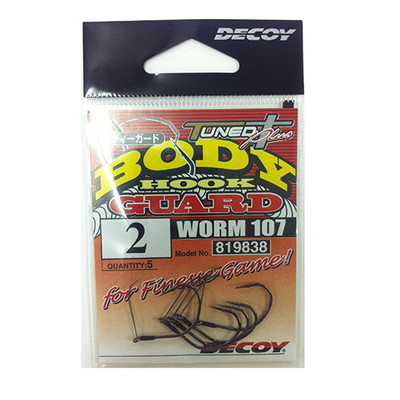 DECOY
TUNED Plus
ィーガード
BODY
HOOK
GUARD
2
QUANTITY:5
WORM 107
Model No. 819838
for Finesse Game!
DECOY